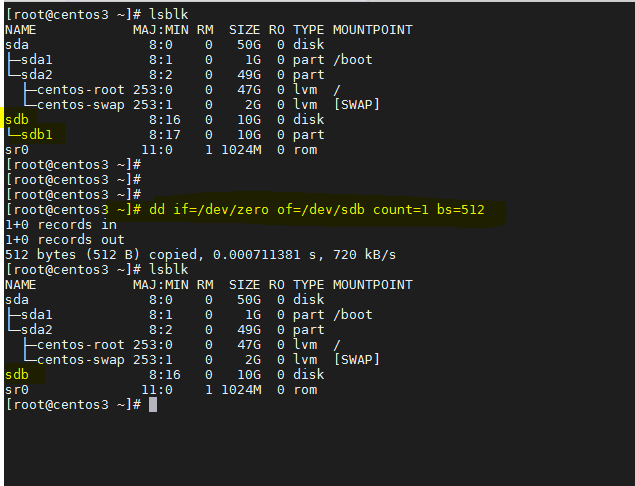 [root@centos3 ~]# lsblk
NAME            MAJ:MIN RM  SIZE RO TYPE MOUNTPOINT
sda               8:0    0   50G  0 disk
├─sda1            8:1    0    1G  0 part /boot
└─sda2            8:2    0   49G  0 part
  ├─centos-root 253:0    0   47G  0 lvm  /
  └─centos-swap 253:1    0    2G  0 lvm  [SWAP]
sdb               8:16   0   10G  0 disk
└─sdb1            8:17   0   10G  0 part
sr0              11:0    1 1024M  0 rom
[root@centos3 ~]#
[root@centos3 ~]#
[root@centos3 ~]#
[root@centos3 ~]# dd if=/dev/zero of=/dev/sdb count=1 bs=512
1+0 records in
1+0 records out
512 bytes (512 B) copied, 0.000711381 s, 720 kB/s
[root@centos3 ~]# lsblk
NAME            MAJ:MIN RM  SIZE RO TYPE MOUNTPOINT
sda               8:0    0   50G  0 disk
├─sda1            8:1    0    1G  0 part /boot
└─sda2            8:2    0   49G  0 part
  ├─centos-root 253:0    0   47G  0 lvm  /
  └─centos-swap 253:1    0    2G  0 lvm  [SWAP]
sdb               8:16   0   10G  0 disk
sr0              11:0    1 1024M  0 rom
[root@centos3 ~]#